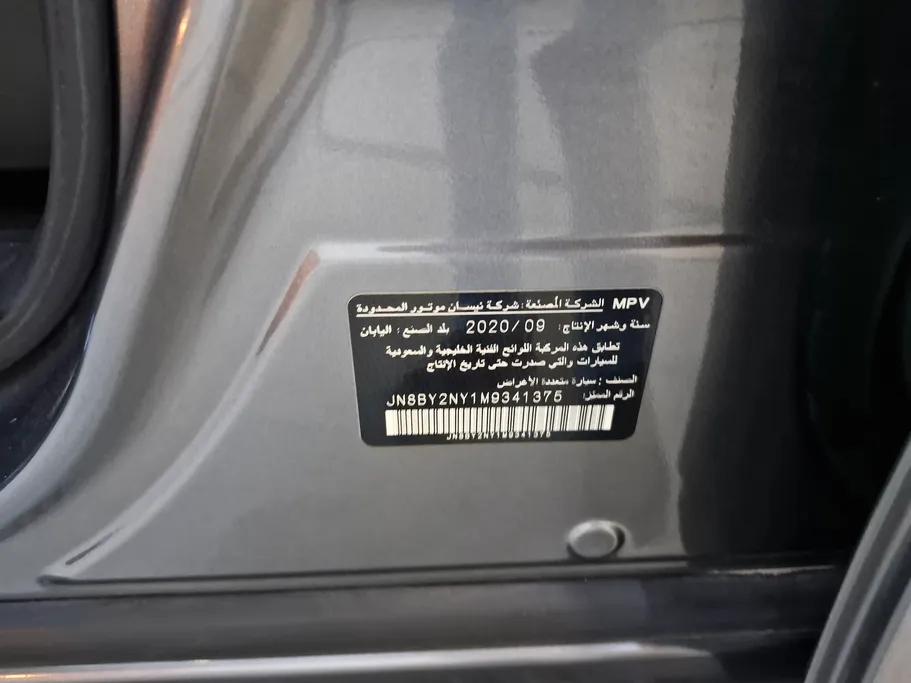 MPV الشركة المصنعة: شركة نيسان موتور المحدودة
سنة وشهر الإنتاج: 2020/09 بلد الصنع: اليابان
تطابق هذه المركبة اللوائح الفنية الخليجية والسعودية
للسيارات والتي صدرت حتى تاريخ الإنتاج
الصنف: سيارة متعددة الأغراض
الرقم المميز: JN8BY2NY1M9341375
JN8BY2NY1M9341375